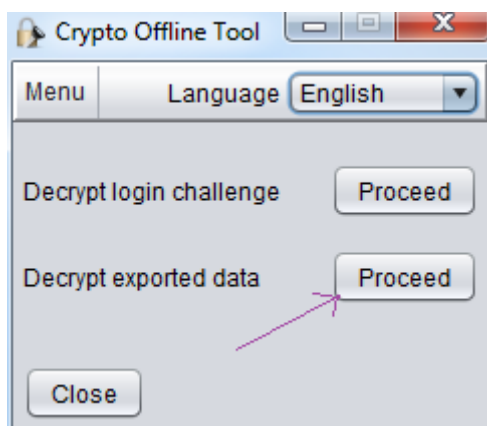 Crypto Offline Tool
Menu Language English
Decrypt login challenge Proceed
Decrypt exported data Proceed
Close